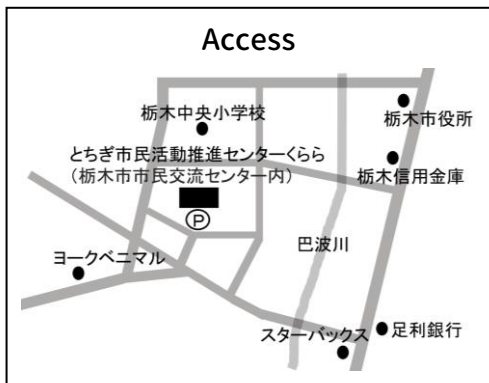 Access
栃木中央小学校
栃木市役所
とちぎ市民活動推進センターくらら
（栃木市市民交流センター内）
栃木信用金庫
P
巴波川
ヨークベニマル
足利銀行
スターバックス